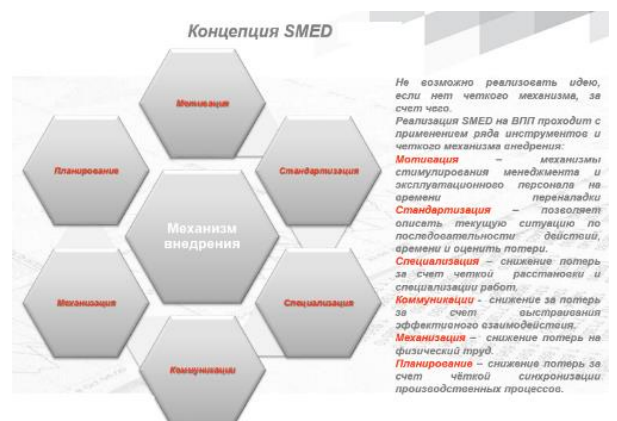 Концепция SMED
Мотивация
Планирование
Стандартизация
Механизм
внедрения
Механизация
Специализация
Коммуникации
Не возможно реализовать идею,
если нет четкого механизма, за
счет чего.
Реализация SMED на ВПП проходит с
применением ряда инструментов и
четкого механизма внедрения:
Мотивация – механизмы
стимулирования менеджмента и
эксплуатационного персонала на
времени переналадки
Стандартизация – позволяет
описать текущую ситуацию по
последовательности действий,
времени и оценить потери.
Специализация – снижение потерь
за счет четкой расстановки и
специализации работ.
Коммуникации - снижение за потерь
за счет выстраивания
эффективного взаимодействия.
Механизация – снижение потерь на
физический труд.
Планирование – снижение потерь за
счет чёткой синхронизации
производственных процессов.